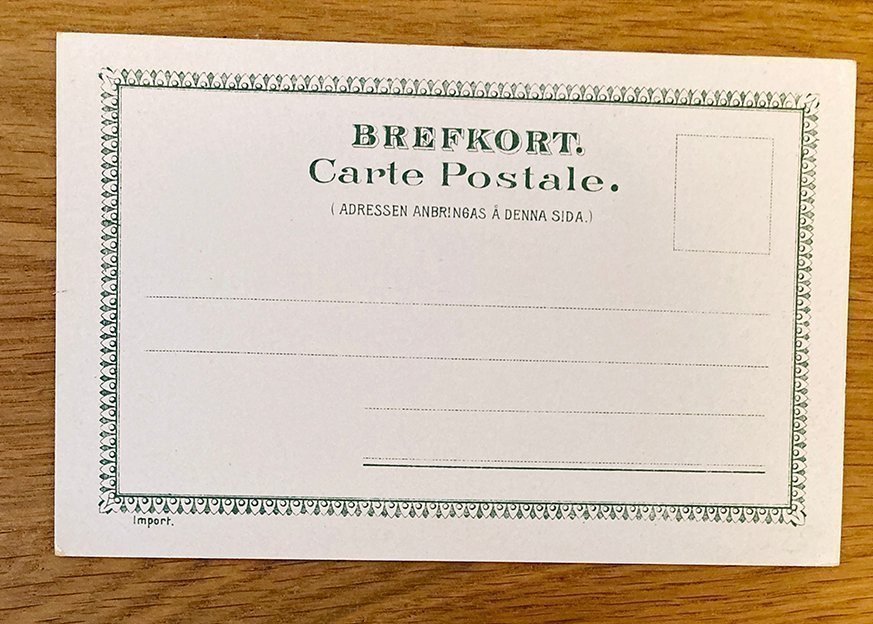 BREFKORT.
Carte Postale.
(ADRESSEN ANBRINGAS Å DENNA SIDA.)
Import.